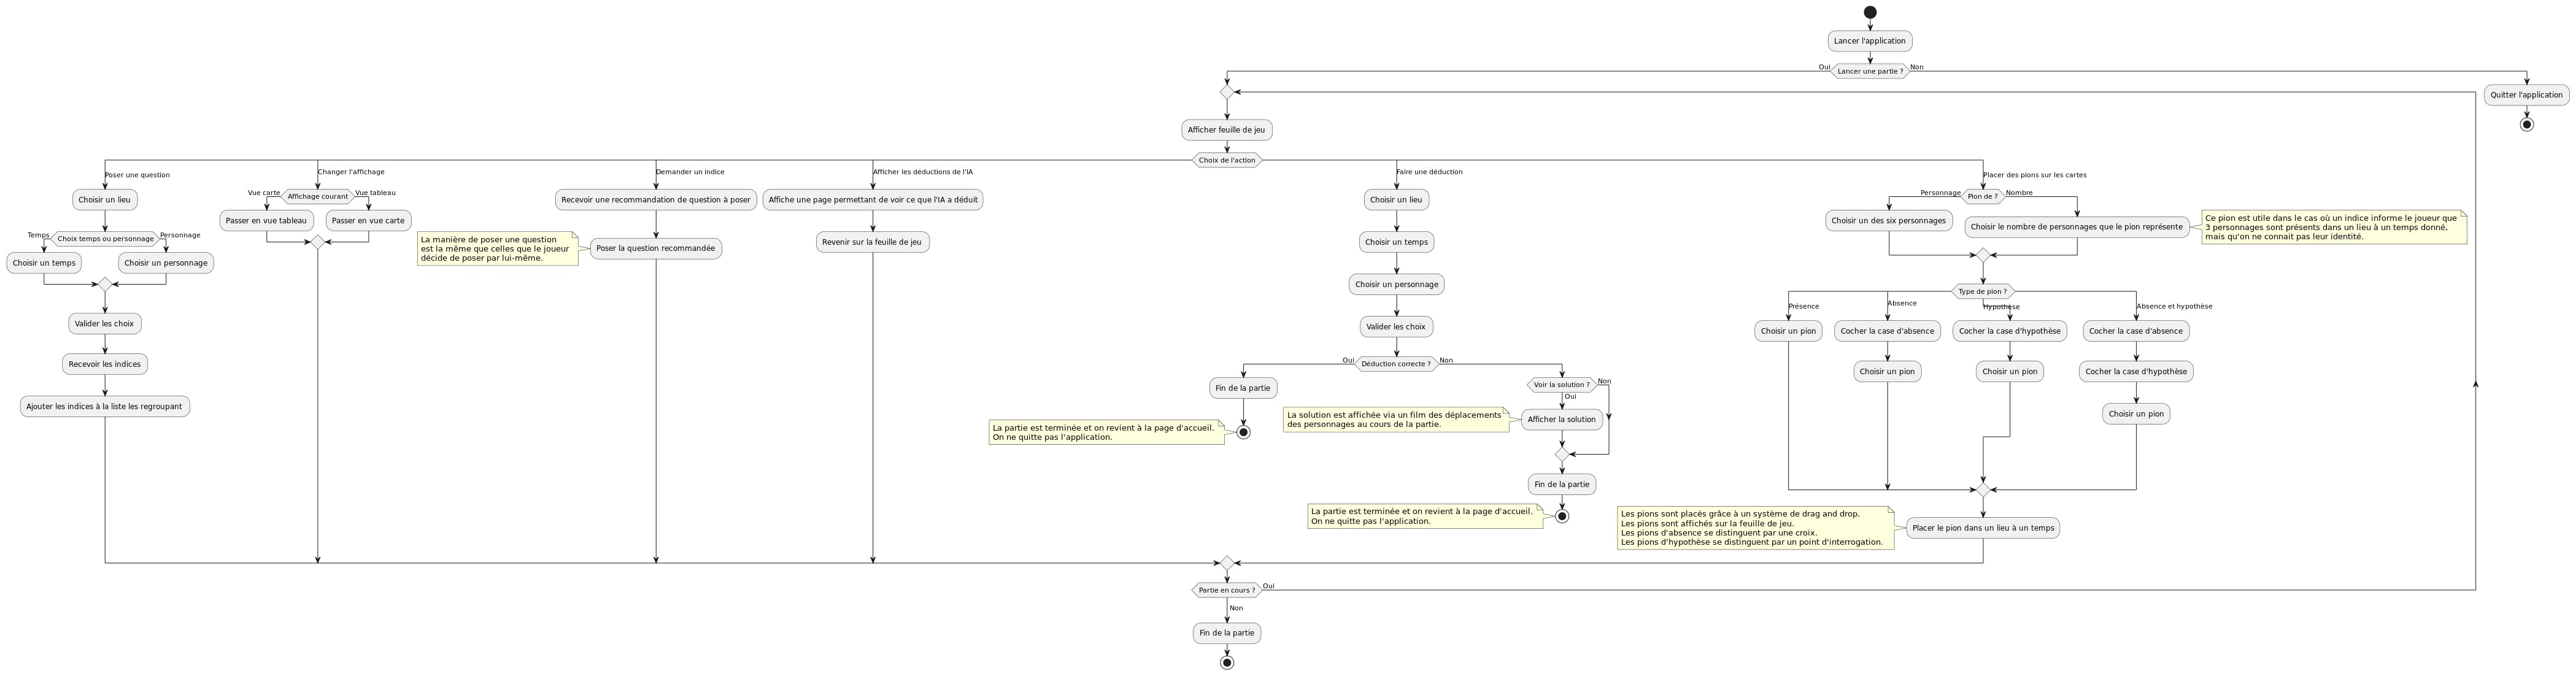 Lancer l'application
Lancer une partie ?
Oui
Non
Quitter l'application
Afficher feuille de jeu
Choix de l'action
Poser une question
Choisir un lieu
Choix temps ou personnage
Temps
Personnage
Choisir un temps
Choisir un personnage
Valider les choix
Recevoir les indices
Ajouter les indices à la liste les regroupant
Changer l'affichage
Affichage courant
Vue carte
Vue tableau
Passer en vue tableau
Passer en vue carte
Demander un indice
Recevoir une recommandation de question à poser
La manière de poser une question
est la même que celles que le joueur
décide de poser par lui-même.
Poser la question recommandée
Afficher les déductions de l'IA
Affiche une page permettant de voir ce que l'IA a déduit
Revenir sur la feuille de jeu
Faire une déduction
Choisir un lieu
Choisir un temps
Choisir un personnage
Valider les choix
Déduction correcte ?
Oui
Non
Fin de la partie
La partie est terminée et on revient à la page d'accueil.
On ne quitte pas l'application.
Voir la solution ?
Non
Oui
La solution est affichée via un film des déplacements
des personnages au cours de la partie.
Afficher la solution
Fin de la partie
La partie est terminée et on revient à la page d'accueil.
On ne quitte pas l'application.
Placer des pions sur les cartes
Pion de ?
Personnage
Nombre
Choisir un des six personnages
Choisir le nombre de personnages que le pion représente
Ce pion est utile dans le cas où un indice informe le joueur que
3 personnages sont présents dans un lieu à un temps donné,
mais qu'on ne connait pas leur identité.
Type de pion ?
Présence
Choisir un pion
Absence
Cocher la case d'absence
Choisir un pion
Hypothèse
Cocher la case d'hypothèse
Choisir un pion
Absence et hypothèse
Cocher la case d'absence
Cocher la case d'hypothèse
Choisir un pion
Les pions sont placés grâce à un système de drag and drop.
Les pions sont affichés sur la feuille de jeu.
Les pions d'absence se distinguent par une croix.
Les pions d'hypothèse se distinguent par un point d'interrogation.
Placer le pion dans un lieu à un temps
Partie en cours ?
Oui
Non
Fin de la partie